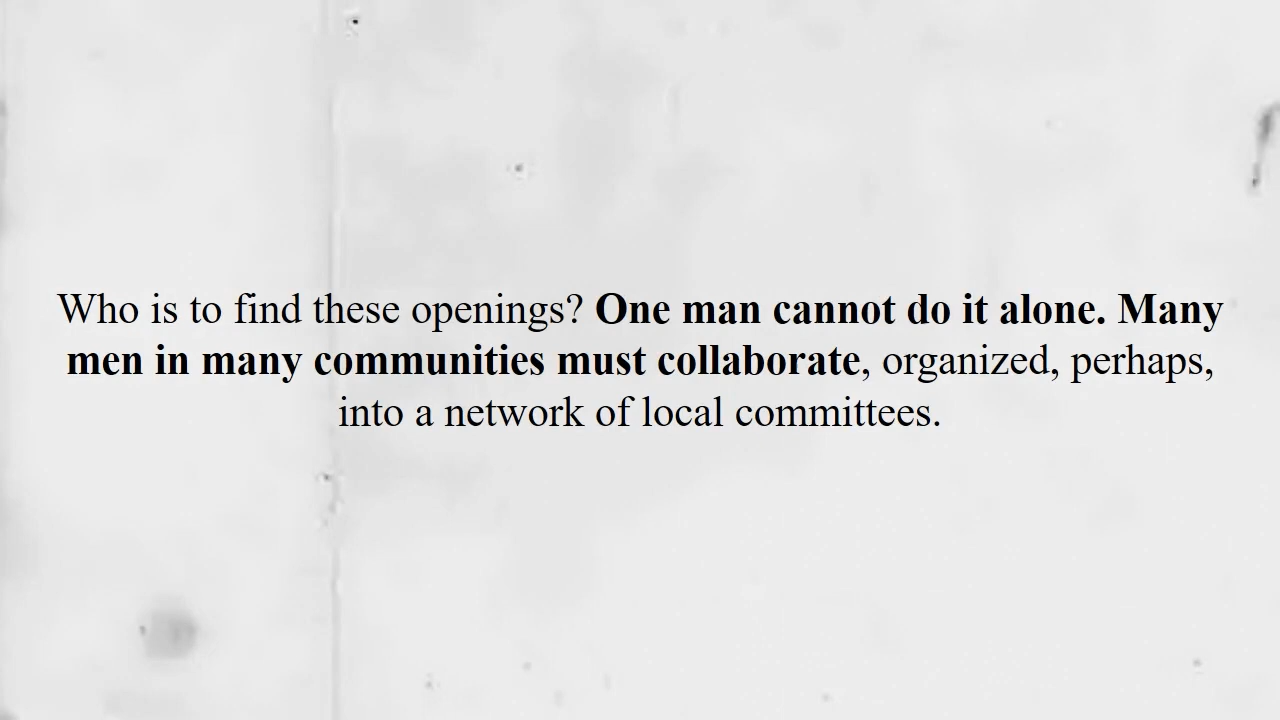 Who is to find these openings? One man cannot do it alone. Many
men in many communities must collaborate, organized, perhaps,
into a network of local committees.